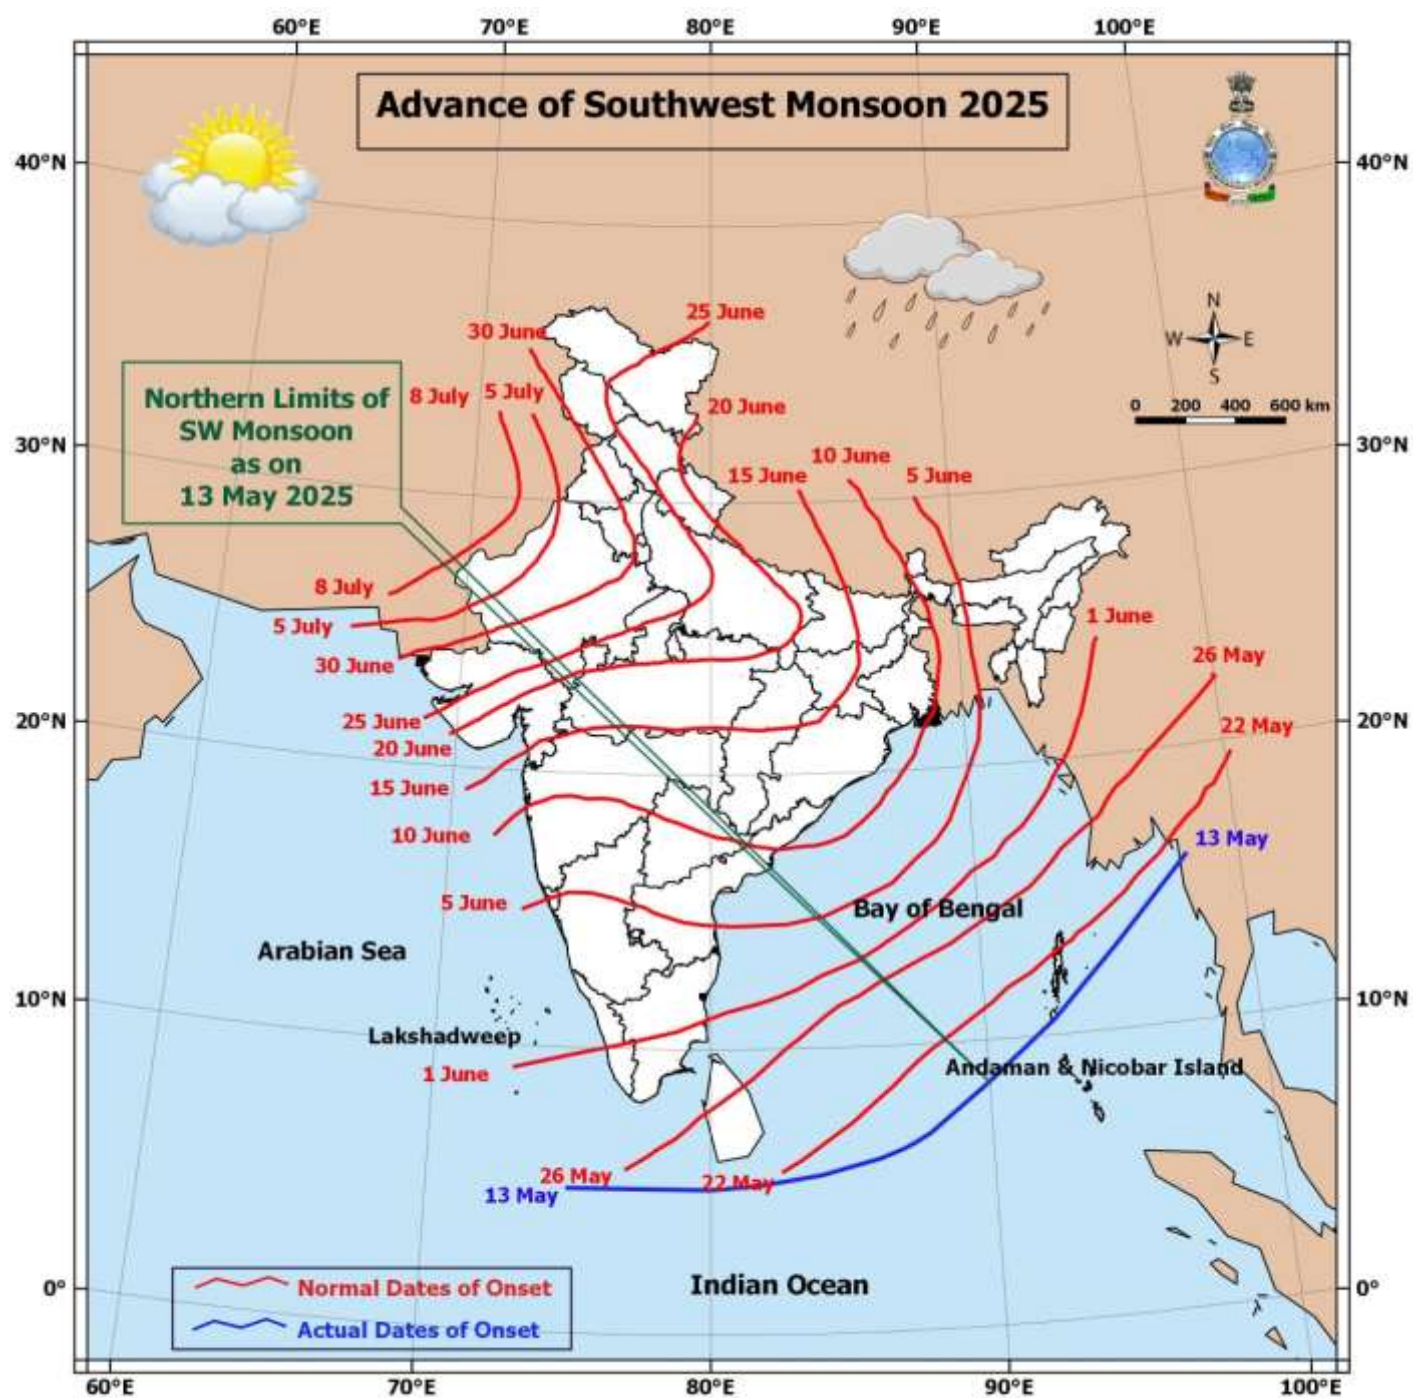 60°E 70°E 80°E 90°E 100°E
Advance of Southwest Monsoon 2025
40°N 40°N
N
W E
S
25 June
30 June
8 July 5 July
20 June
0 200 400 600 km
Northern Limits of
SW Monsoon
as on
13 May 2025
30°N 30°N
10 June
15 June 5 June
8 July
5 July
1 June
30 June
26 May
25 June
20°N 20°N
22 May
20 June
15 June
10 June
13 May
5 June
Bay of Bengal
Arabian Sea
10°N 10°N
Lakshadweep
1 June
Andaman & Nicobar Island
26 May
22 May
13 May
0° 0°
Indian Ocean
Normal Dates of Onset
Actual Dates of Onset
60°E 70°E 80°E 90°E 100°E